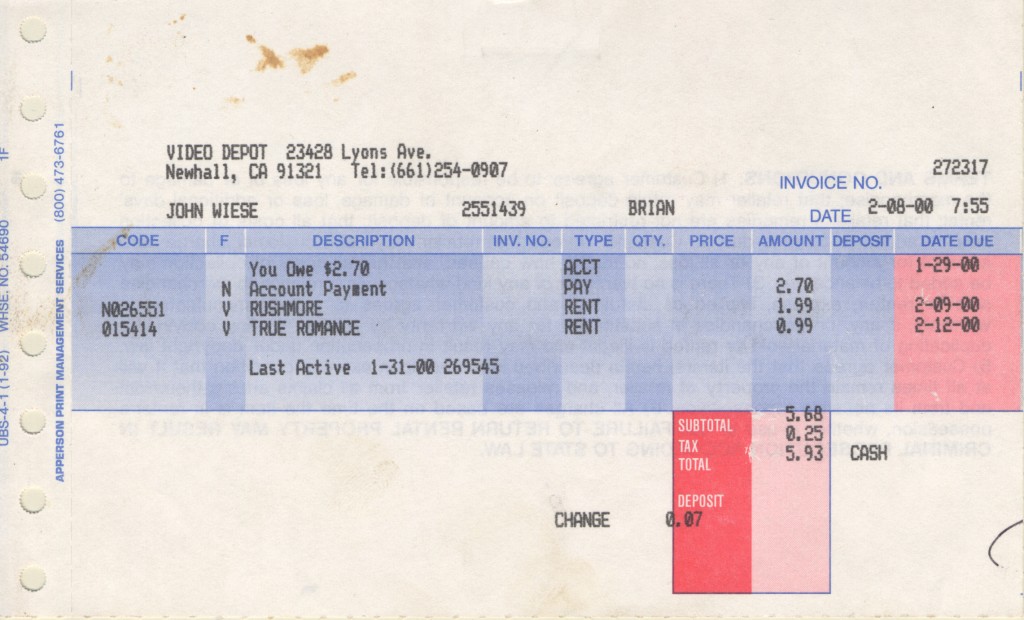 VIDEO DEPOT 23428 Lyons Ave.
Newhall, CA 91321 Tel:(661)254-0907
272317
INVOICE NO.
JOHN WIESE 2551439 BRIAN 2-08-00 7:55
DATE
CODE F DESCRIPTION INV. NO. TYPE QTY. PRICE AMOUNT DEPOSIT DATE DUE
You Owe $2.70 ACCT 1-29-00
N Account Payment PAY 2.70
N026551 V RUSHMORE RENT 1.99 2-09-00
015414 V TRUE ROMANCE RENT 0.99 2-12-00
Last Active 1-31-00 269545
5.68
SUBTOTAL
0.25
TAX
5.93 CASH
TOTAL
DEPOSIT
CHANGE 0.07
UBS-4-1 (1-92) WHSE. NO. 54690 1F
APPERSON PRINT MANAGEMENT SERVICES (800) 473-6761